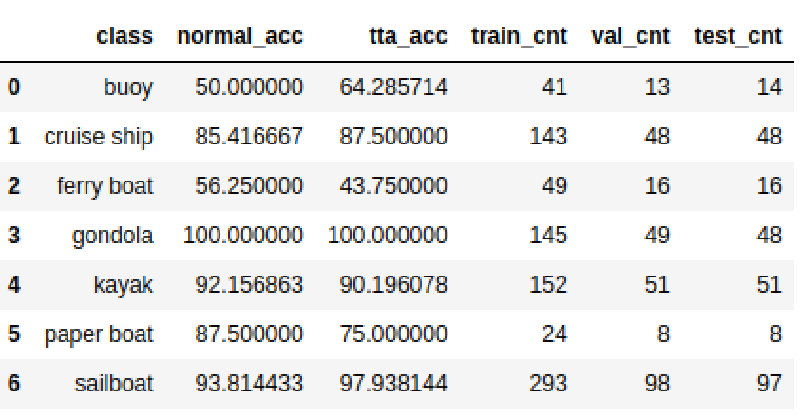 class normal_acc tta_acc train_cnt val_cnt test_cnt
0 buoy 50.000000 64.285714 41 13 14
1 cruise ship 85.416667 87.500000 143 48 48
2 ferry boat 56.250000 43.750000 49 16 16
3 gondola 100.000000 100.000000 145 49 48
4 kayak 92.156863 90.196078 152 51 51
5 paper boat 87.500000 75.000000 24 8 8
6 sailboat 93.814433 97.938144 293 98 97